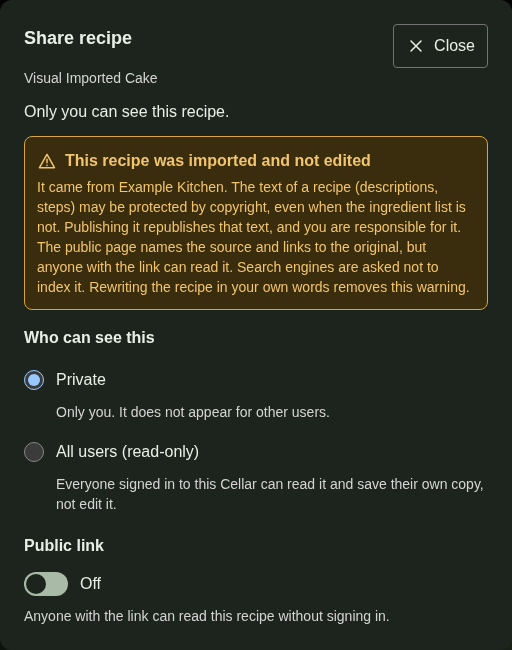 Share recipe
Close
Visual Imported Cake
Only you can see this recipe.
This recipe was imported and not edited
It came from Example Kitchen. The text of a recipe (descriptions,
steps) may be protected by copyright, even when the ingredient list is
not. Publishing it republishes that text, and you are responsible for it.
The public page names the source and links to the original, but
anyone with the link can read it. Search engines are asked not to
index it. Rewriting the recipe in your own words removes this warning.
Who can see this
Private
Only you. It does not appear for other users.
All users (read-only)
Everyone signed in to this Cellar can read it and save their own copy,
not edit it.
Public link
Off
Anyone with the link can read this recipe without signing in.